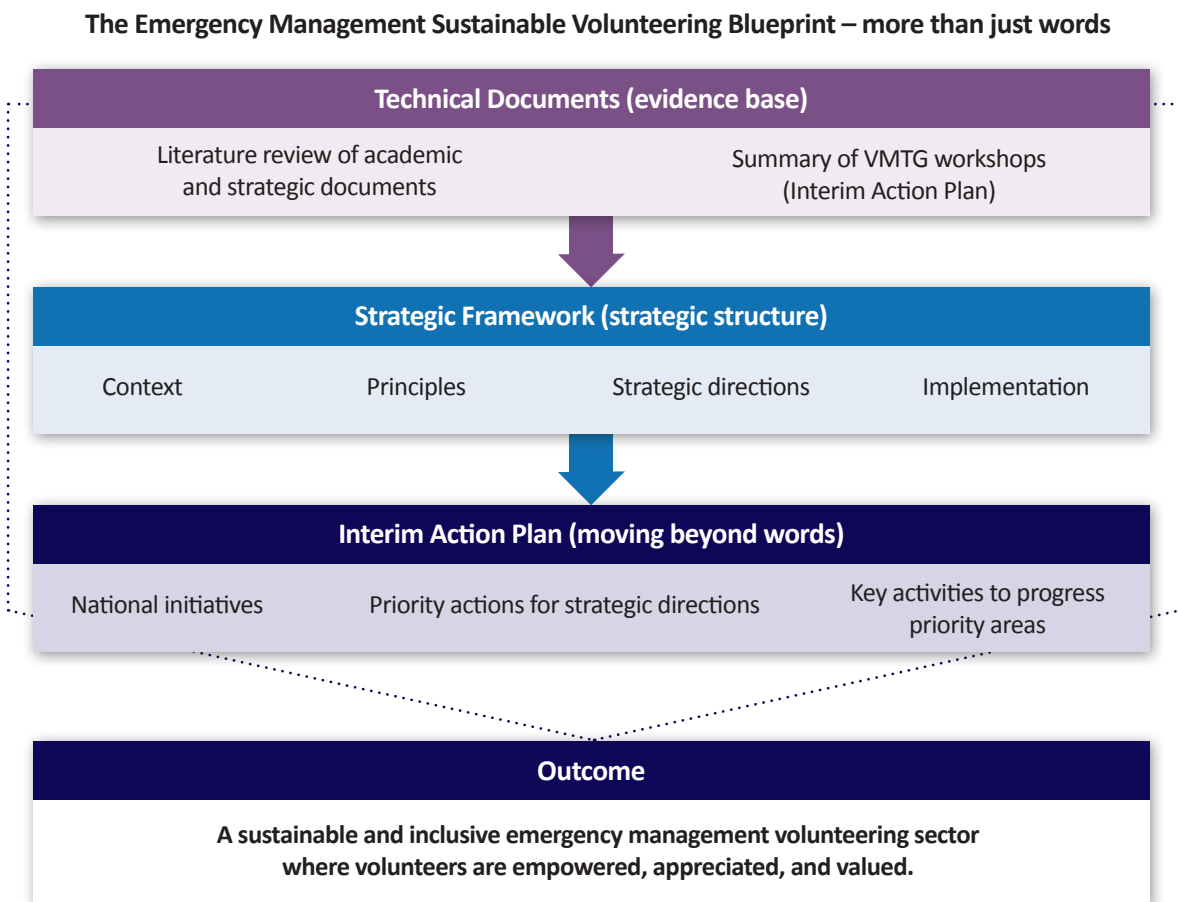 The Emergency Management Sustainable Volunteering Blueprint – more than just words
Technical Documents (evidence base)
Literature review of academic
and strategic documents
Summary of VMTG workshops
(Interim Action Plan)
Strategic Framework (strategic structure)
Context
Principles
Strategic directions
Implementation
Interim Action Plan (moving beyond words)
National initiatives
Priority actions for strategic directions
Key activities to progress
priority areas
Outcome
A sustainable and inclusive emergency management volunteering sector
where volunteers are empowered, appreciated, and valued.